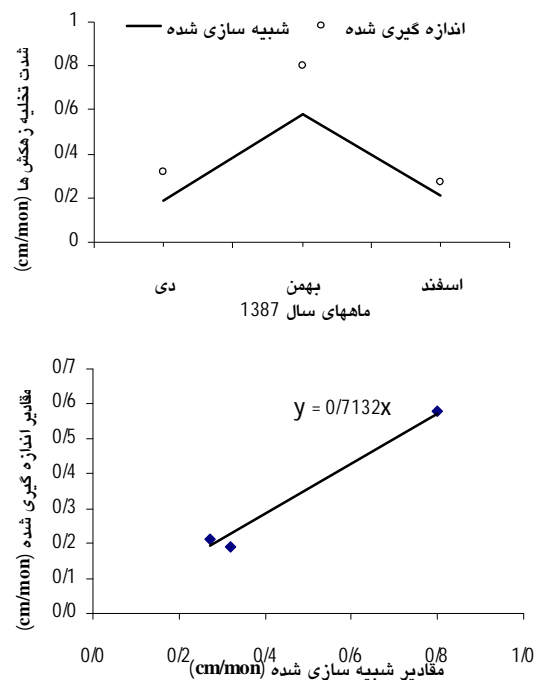 شبیه سازی شده اندازه گیری شده
شدت تخلیه زهکش ها (cm/mon)
1
0/8
0/6
0/4
0/2
0
دی بهمن اسفند
ماههای سال 1387
مقادیر اندازه گیری شده (cm/mon)
0/7
0/6
0/5
0/4
0/3
0/2
0/1
0/0
y = 0/7132x
0/0 0/2 0/4 0/6 0/8 1/0
مقادیر شبیه سازی شده (cm/mon)